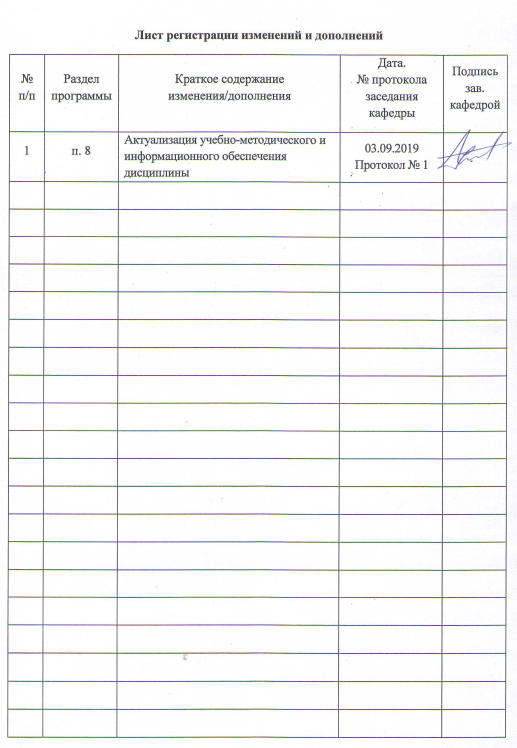 Лист регистрации изменений и дополнений
№
п/п
Раздел
программы
Краткое содержание
изменения/дополнения
Дата.
№ протокола
заседания
кафедры
Подпись
зав.
кафедрой
1
п. 8
Актуализация учебно-методического и
информационного обеспечения
дисциплины
03.09.2019
Протокол № 1